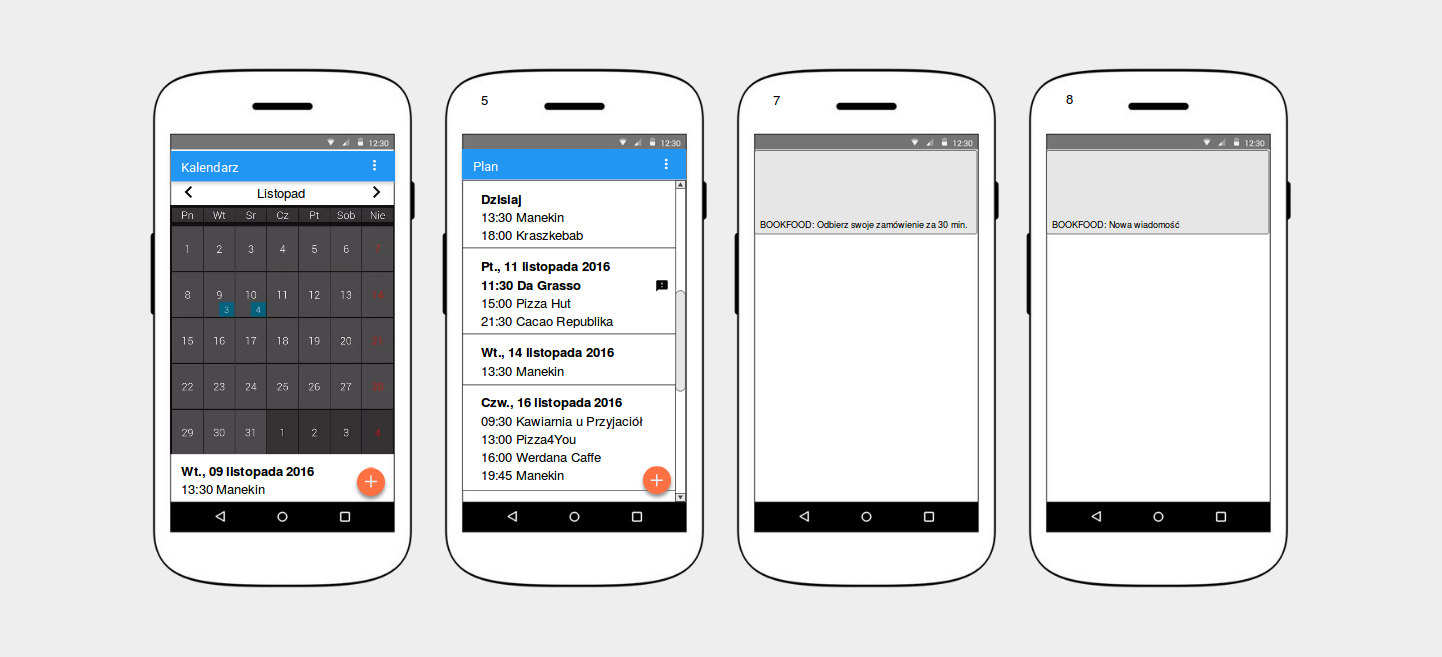 12:30
Kalendarz
Listopad
Pn Wt Sr Cz Pt Sob Nie
1 2 3 4 5 6 7
8 9 10 11 12 13 14
3 4
15 16 17 18 19 20 21
22 23 24 25 26 27 28
29 30 31 1 2 3 4
Wt., 09 listopada 2016
13:30 Manekin
5
12:30
Plan
Dzisiaj
13:30 Manekin
18:00 Kraszkebab
Pt., 11 listopada 2016
11:30 Da Grasso
15:00 Pizza Hut
21:30 Cacao Republika
Wt., 14 listopada 2016
13:30 Manekin
Czw., 16 listopada 2016
09:30 Kawiarnia u Przyjaciół
13:00 Pizza4You
16:00 Werdana Caffe
19:45 Manekin
7
12:30
BOOKFOOD: Odbierz swoje zamówienie za 30 min.
8
12:30
BOOKFOOD: Nowa wiadomość